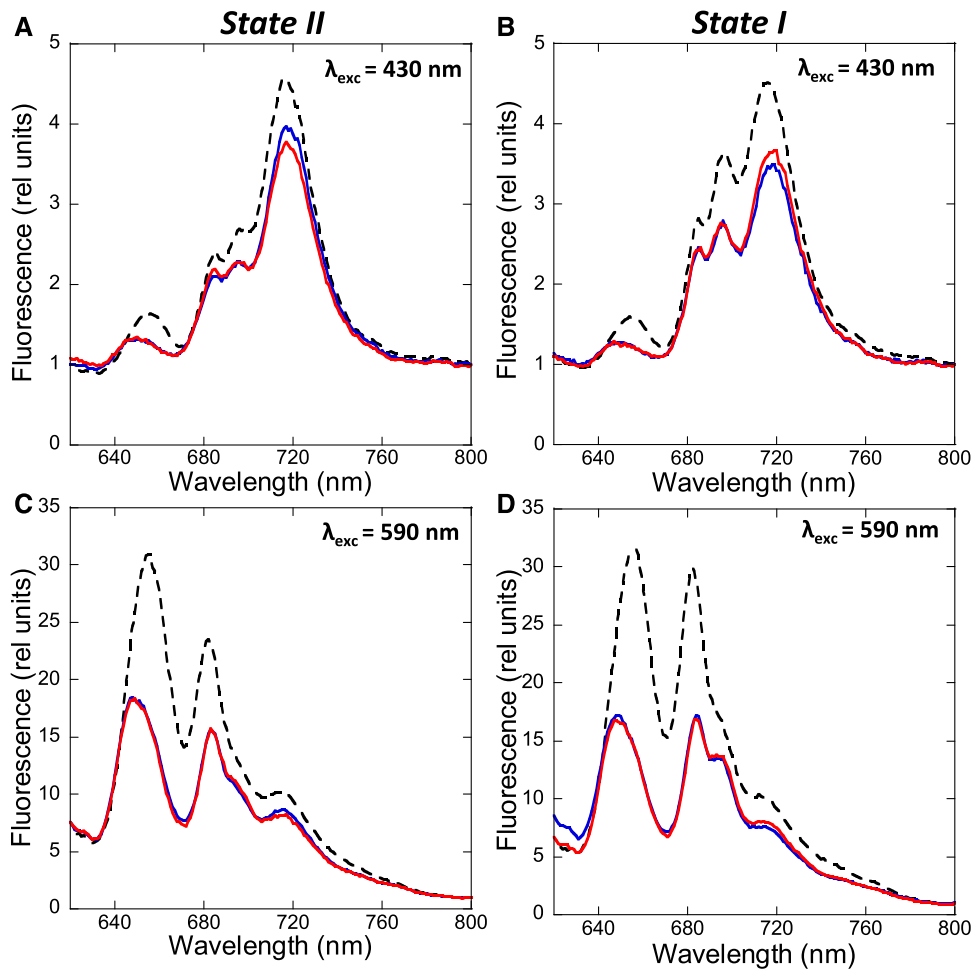 State II
State I
A
λexc = 430 nm
Fluorescence (rel units)
5
4
3
2
1
0
640 680 720 760 800
Wavelength (nm)
B
λexc = 430 nm
Fluorescence (rel units)
5
4
3
2
1
0
640 680 720 760 800
Wavelength (nm)
C
λexc = 590 nm
Fluorescence (rel units)
35
30
25
20
15
10
5
0
640 680 720 760 800
Wavelength (nm)
D
λexc = 590 nm
Fluorescence (rel units)
35
30
25
20
15
10
5
0
640 680 720 760 800
Wavelength (nm)